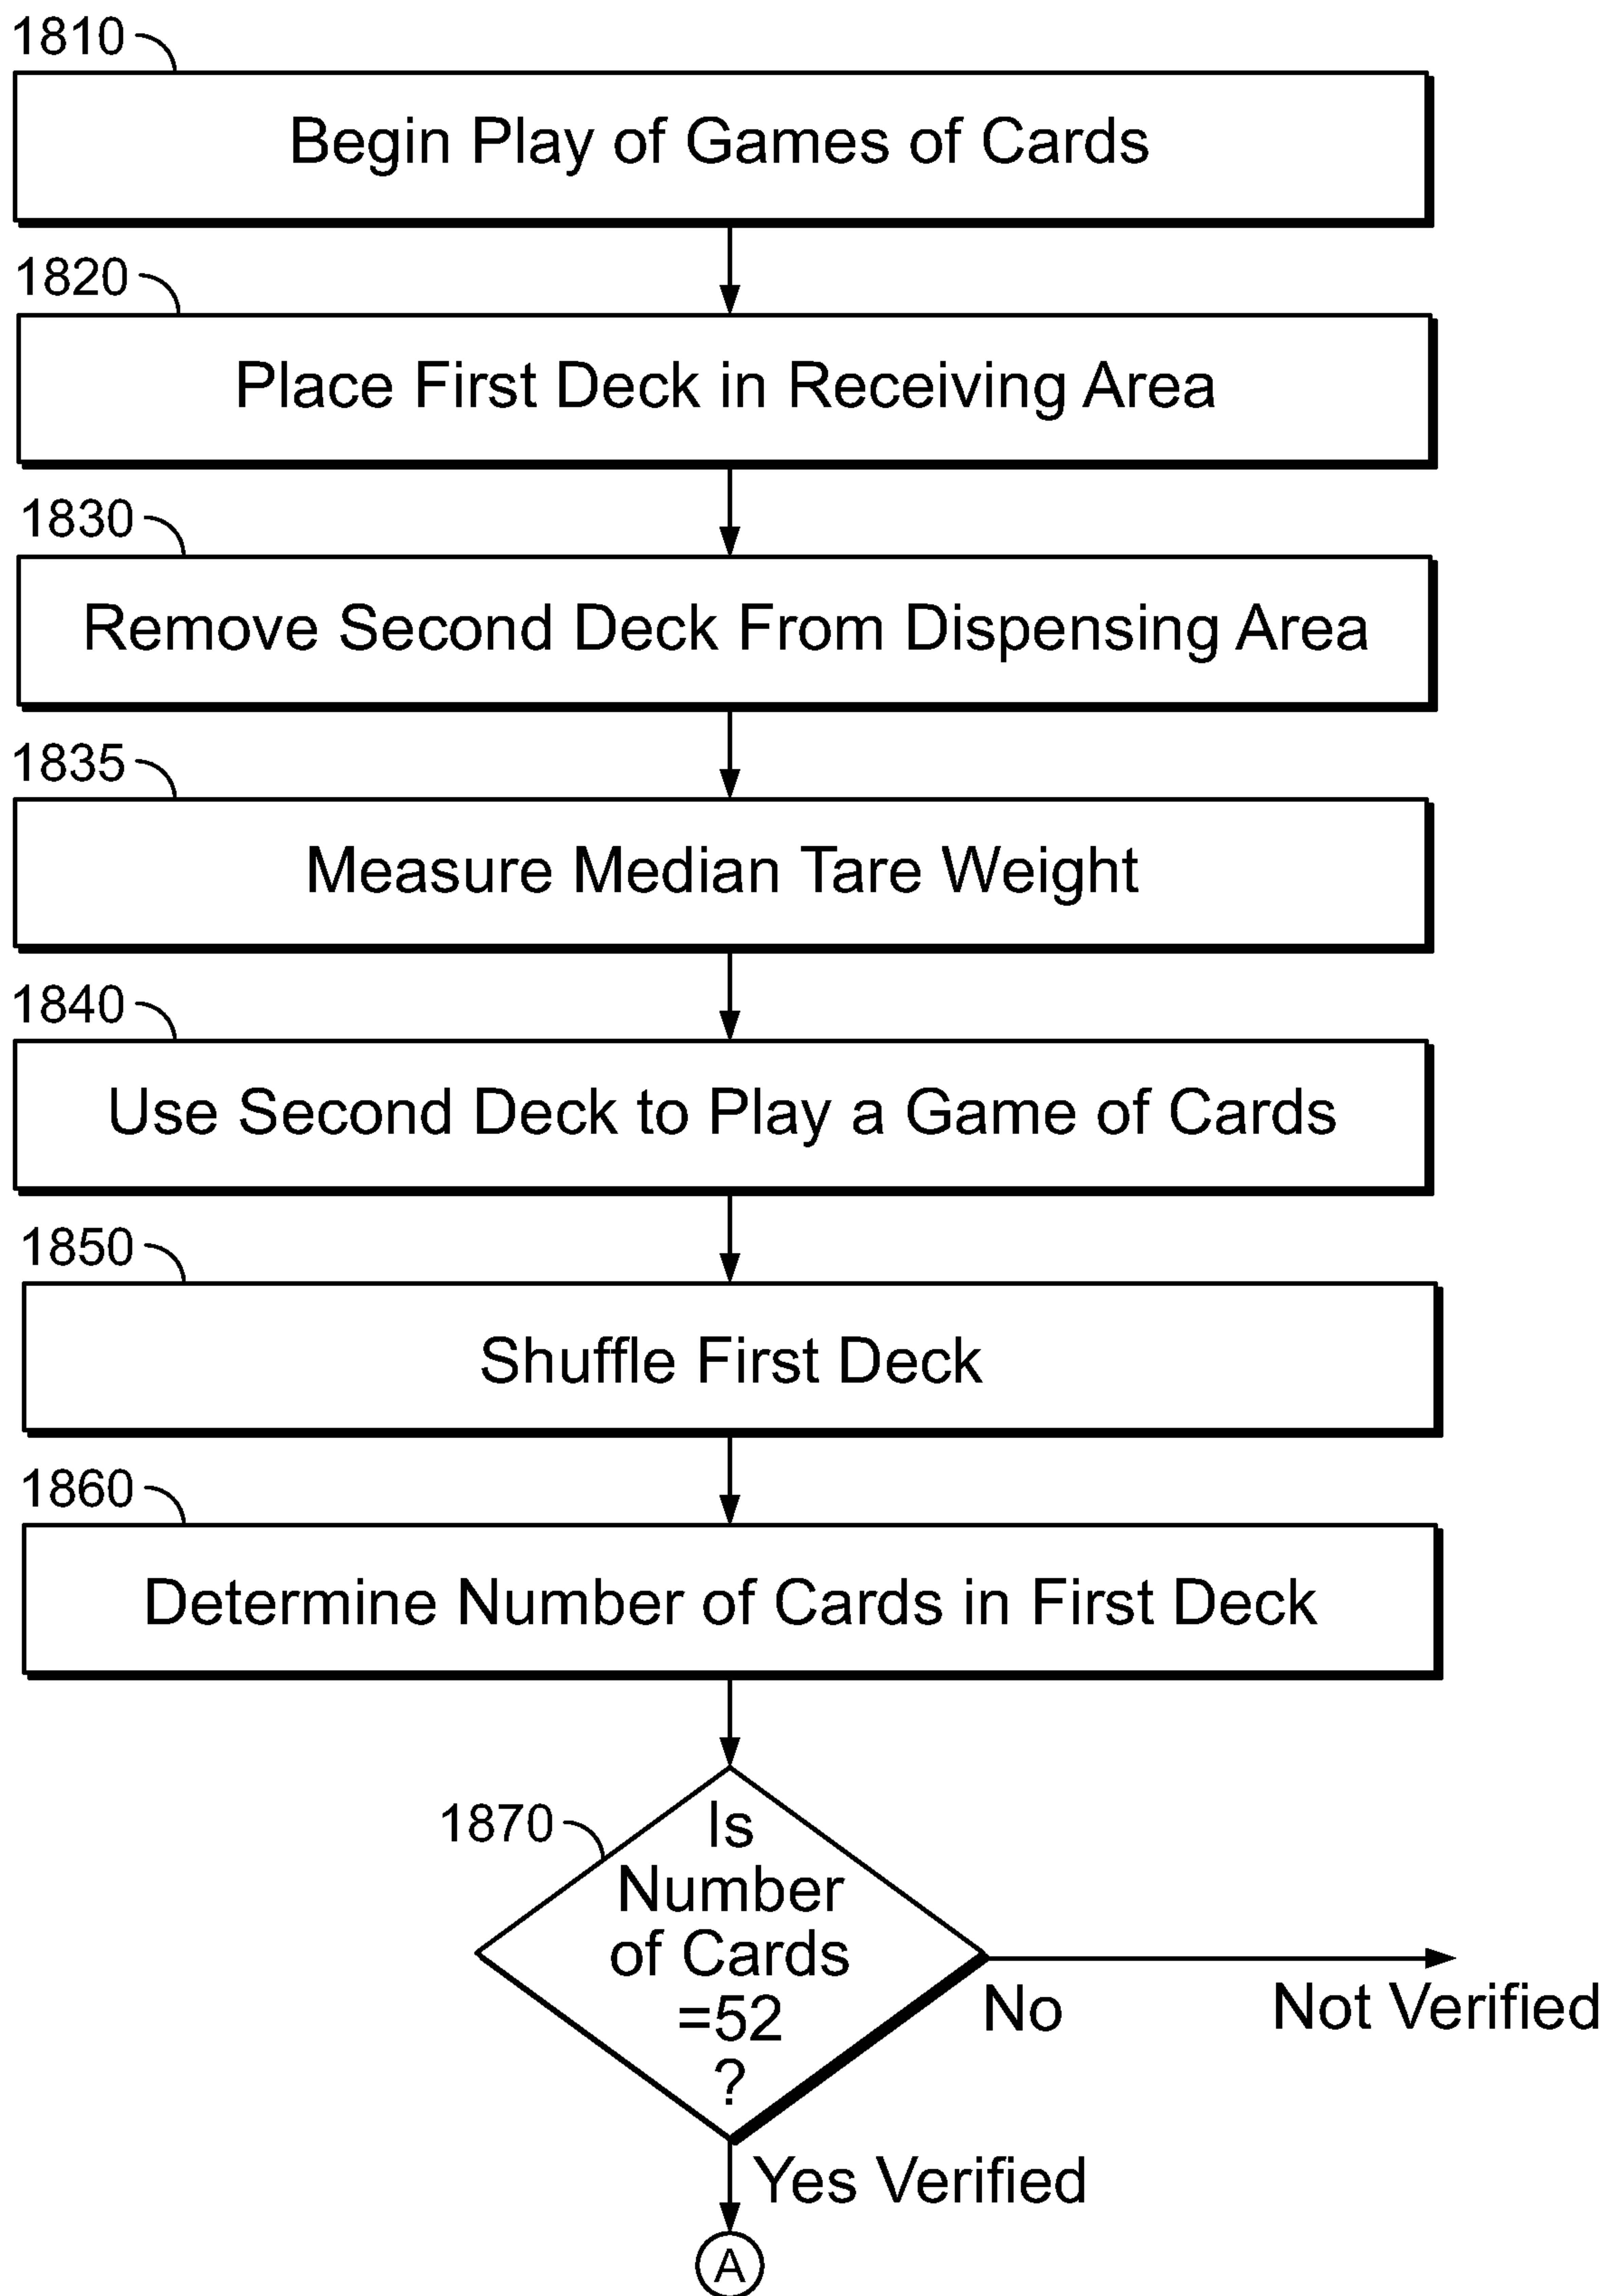 1810
Begin Play of Games of Cards
1820
Place First Deck in Receiving Area
1830
Remove Second Deck From Dispensing Area
1835
Measure Median Tare Weight
1840
Use Second Deck to Play a Game of Cards
1850
Shuffle First Deck
1860
Determine Number of Cards in First Deck
1870
Is
Number
of Cards
=52
?
No
Not Verified
Yes Verified
A